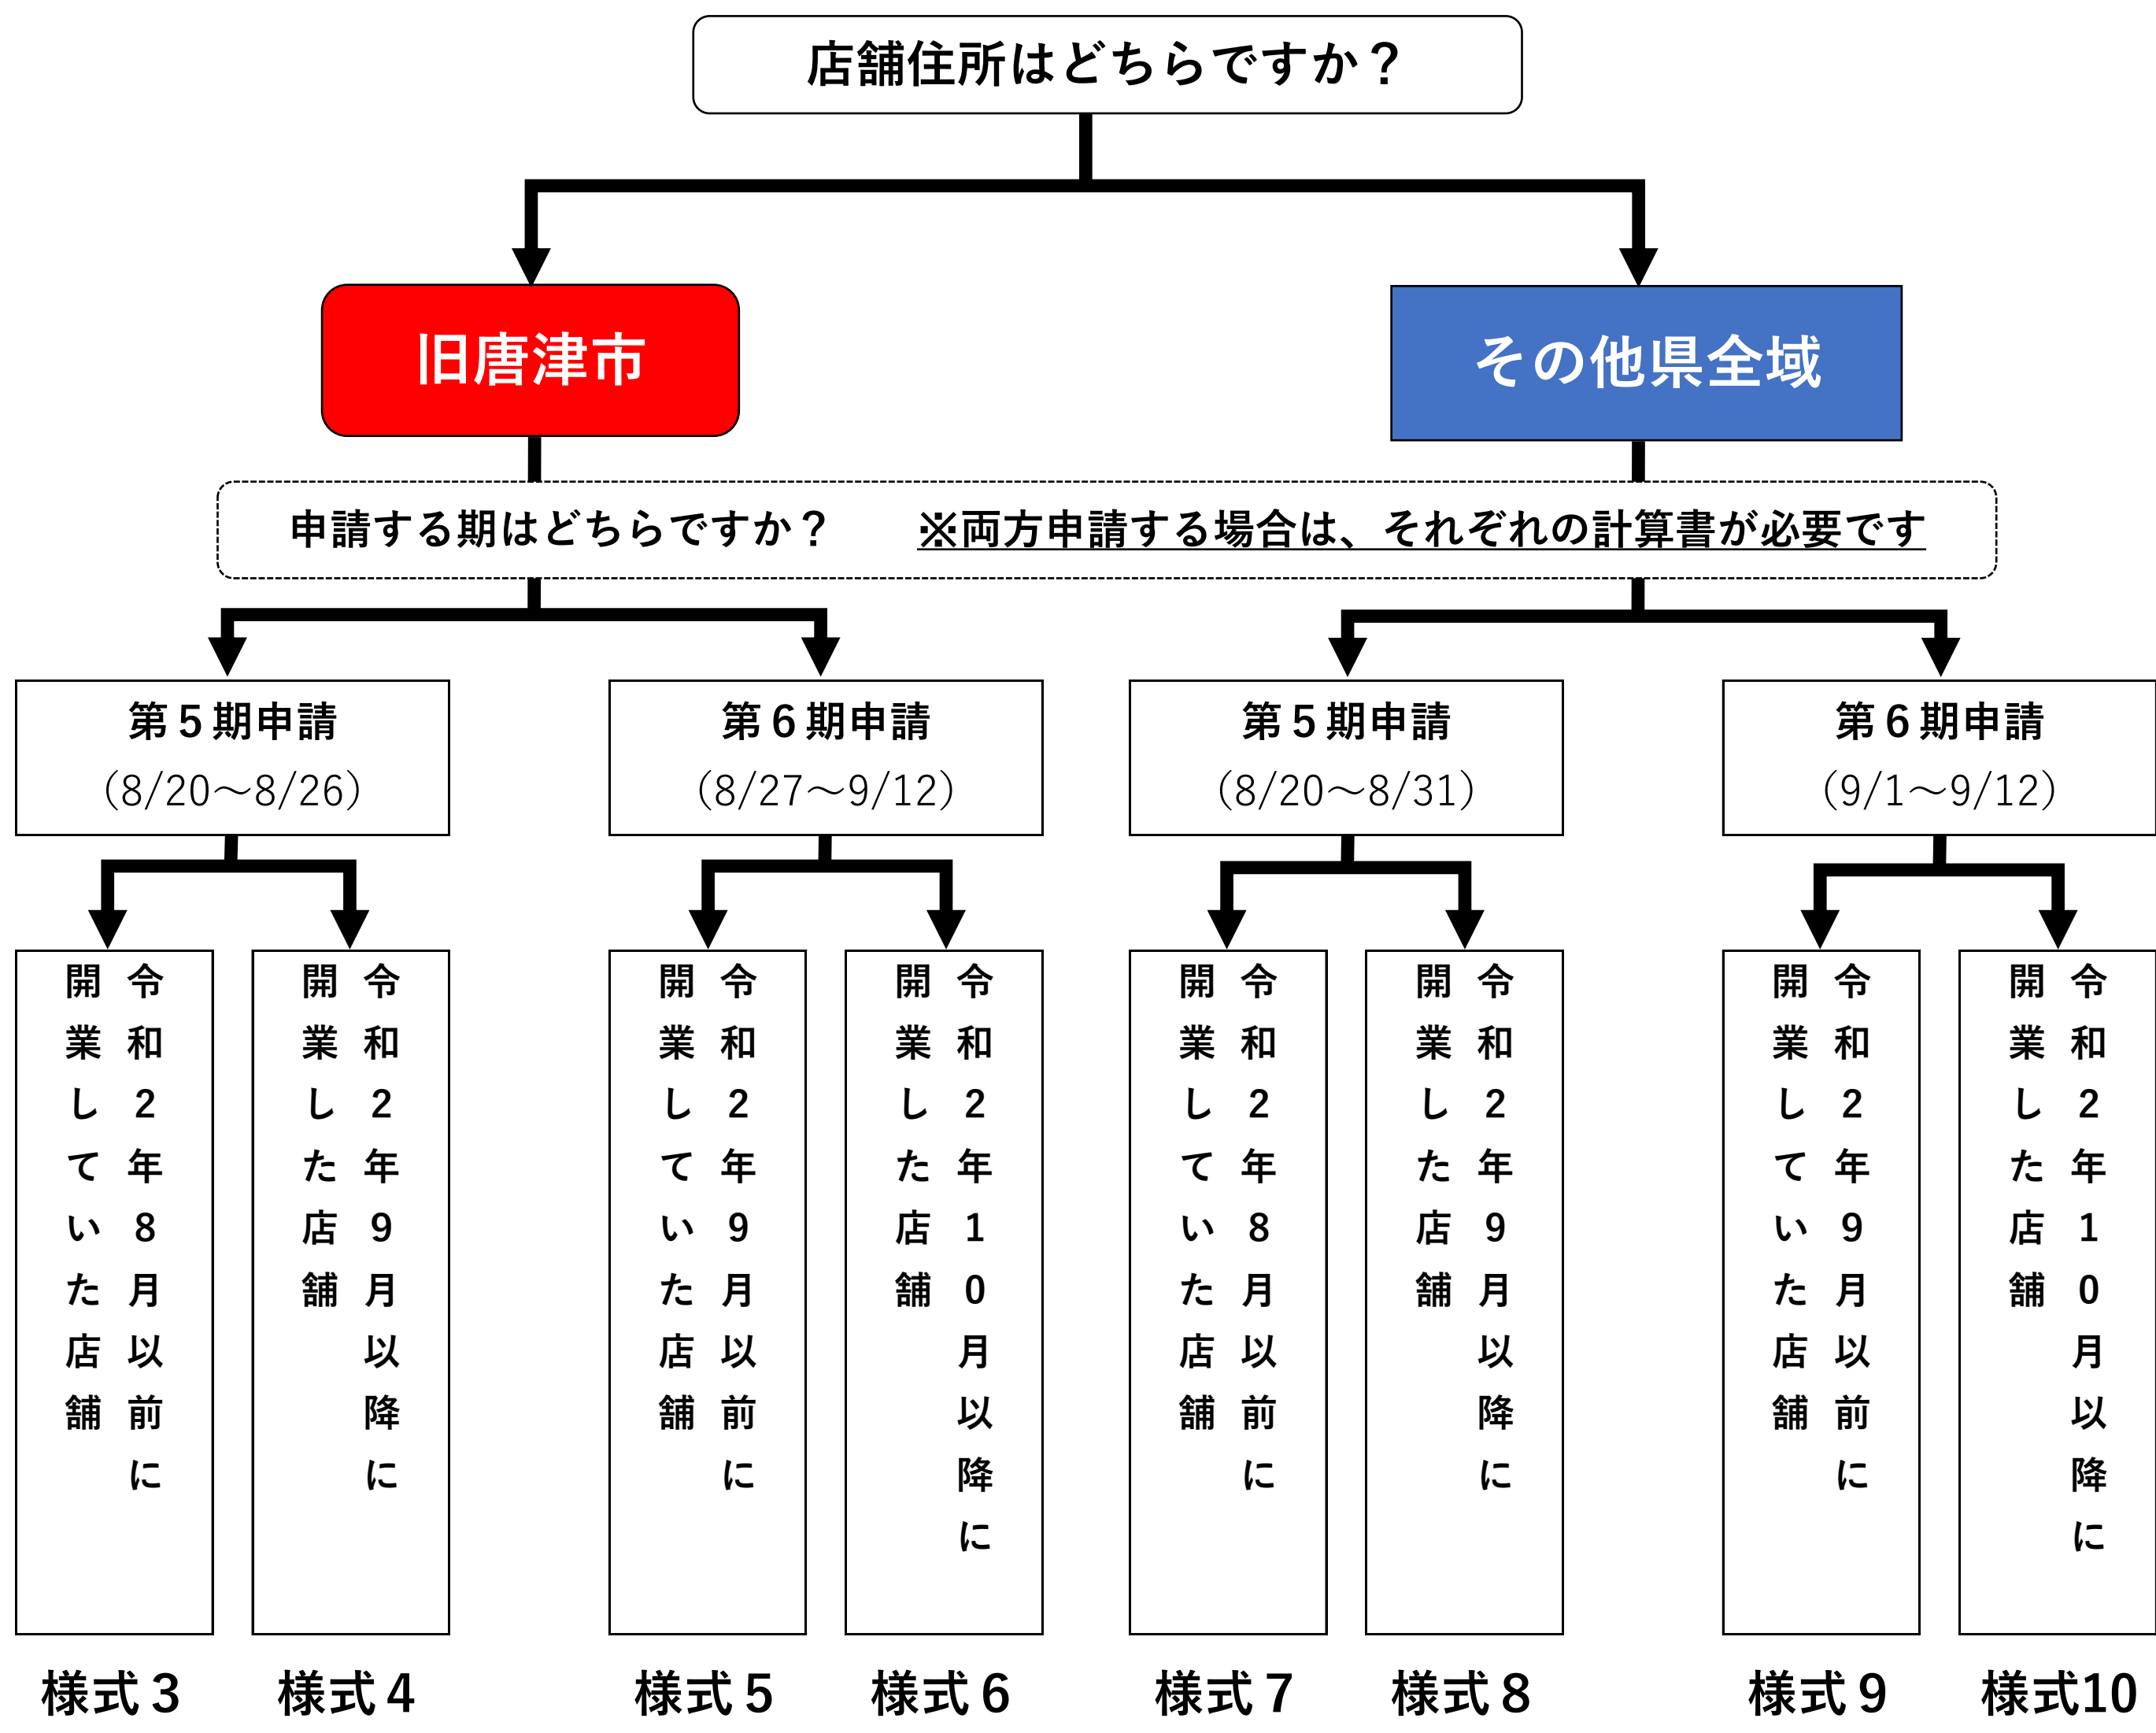 店舗住所はどちらですか？
旧唐津市
その他県全域
申請する期はどちらですか？　※両方申請する場合は、それぞれの計算書が必要です
第５期申請
（8/20～8/26）
第６期申請
（8/27～9/12）
第５期申請
（8/20～8/31）
第６期申請
（9/1～9/12）
令和２年８月以前に
開業していた店舗
令和２年９月以降に
開業した店舗
令和２年９月以前に
開業していた店舗
令和２年１０月以降に
開業した店舗
令和２年８月以前に
開業していた店舗
令和２年９月以降に
開業した店舗
令和２年９月以前に
開業していた店舗
令和２年１０月以降に
開業した店舗
様式３
様式４
様式５
様式６
様式７
様式８
様式９
様式10